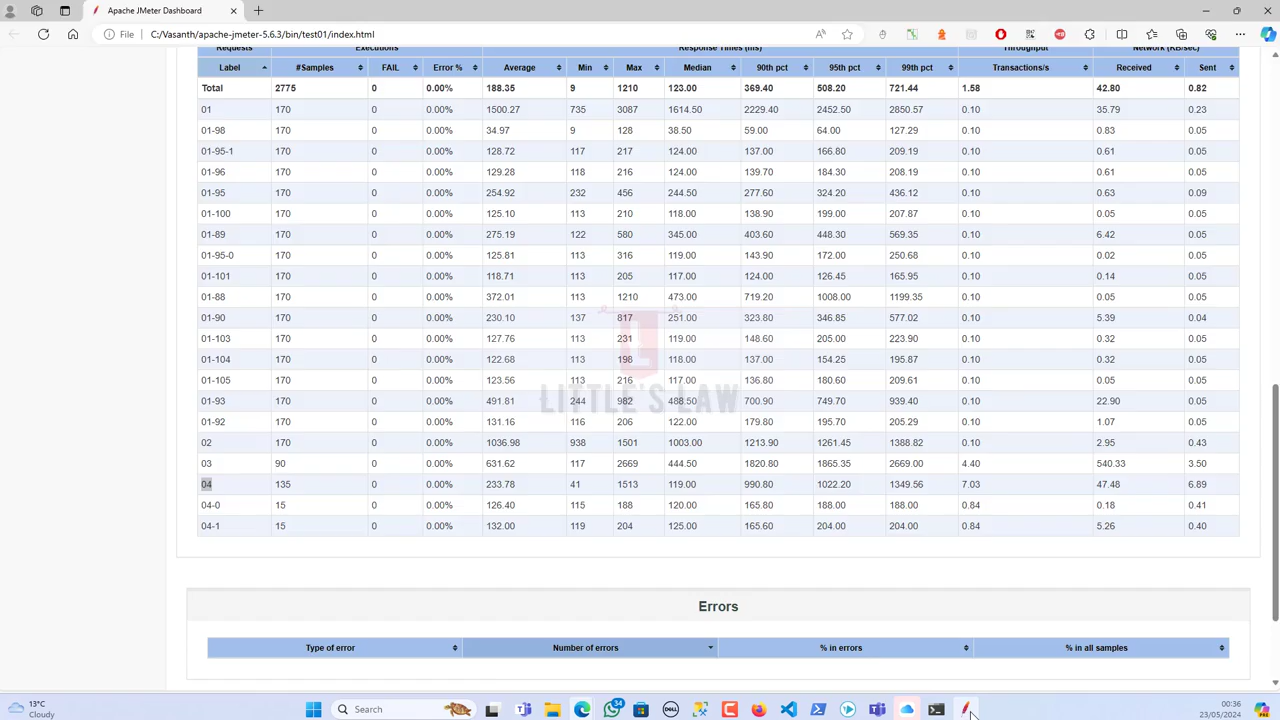 Apache JMeter Dashboard
File C:/Vasanth/apache-jmeter-5.6.3/bin/test01/index.html
Requests Executions Response Times (ms) Throughput Network (KB/sec)
Label #Samples FAIL Error % Average Min Max Median 90th pct 95th pct 99th pct Transactions/s Received Sent
Total 2775 0 0.00% 188.35 9 1210 123.00 369.40 508.20 721.44 1.58 42.80 0.82
01 170 0 0.00% 1500.27 735 3087 1614.50 2229.40 2452.50 2850.57 0.10 35.79 0.23
01-98 170 0 0.00% 34.97 9 128 38.50 59.00 64.00 127.29 0.10 0.83 0.05
01-95-1 170 0 0.00% 128.72 117 217 124.00 137.00 166.80 209.19 0.10 0.61 0.05
01-96 170 0 0.00% 129.28 118 216 124.00 139.70 184.30 208.19 0.10 0.61 0.05
01-95 170 0 0.00% 254.92 232 456 244.50 277.60 324.20 436.12 0.10 0.63 0.09
01-100 170 0 0.00% 125.10 113 210 118.00 138.90 199.00 207.87 0.10 0.05 0.05
01-89 170 0 0.00% 275.19 122 580 345.00 403.60 448.30 569.35 0.10 6.42 0.05
01-95-0 170 0 0.00% 125.81 113 316 119.00 143.90 172.00 250.68 0.10 0.02 0.05
01-101 170 0 0.00% 118.71 113 205 117.00 124.00 126.45 165.95 0.10 0.14 0.05
01-88 170 0 0.00% 372.01 113 1210 473.00 719.20 1008.00 1199.35 0.10 0.05 0.05
01-90 170 0 0.00% 230.10 137 817 251.00 323.80 346.85 577.02 0.10 5.39 0.04
01-103 170 0 0.00% 127.76 113 231 119.00 148.60 205.00 223.90 0.10 0.32 0.05
01-104 170 0 0.00% 122.68 113 198 118.00 137.00 154.25 195.87 0.10 0.32 0.05
01-105 170 0 0.00% 123.56 113 216 117.00 136.80 180.60 209.61 0.10 0.05 0.05
LITTLE'S LAW
01-93 170 0 0.00% 491.81 244 982 488.50 700.90 749.70 939.40 0.10 22.90 0.05
01-92 170 0 0.00% 131.16 116 206 122.00 179.80 195.70 205.29 0.10 1.07 0.05
02 170 0 0.00% 1036.98 938 1501 1003.00 1213.90 1261.45 1388.82 0.10 2.95 0.43
03 90 0 0.00% 631.62 117 2669 444.50 1820.80 1865.35 2669.00 4.40 540.33 3.50
04 135 0 0.00% 233.78 41 1513 119.00 990.80 1022.20 1349.56 7.03 47.48 6.89
04-0 15 0 0.00% 126.40 115 188 120.00 165.80 188.00 188.00 0.84 0.18 0.41
04-1 15 0 0.00% 132.00 119 204 125.00 165.60 204.00 204.00 0.84 5.26 0.40
Errors
Type of error Number of errors % in errors % in all samples
13°C
Cloudy
Search
00:36
23/05/2024